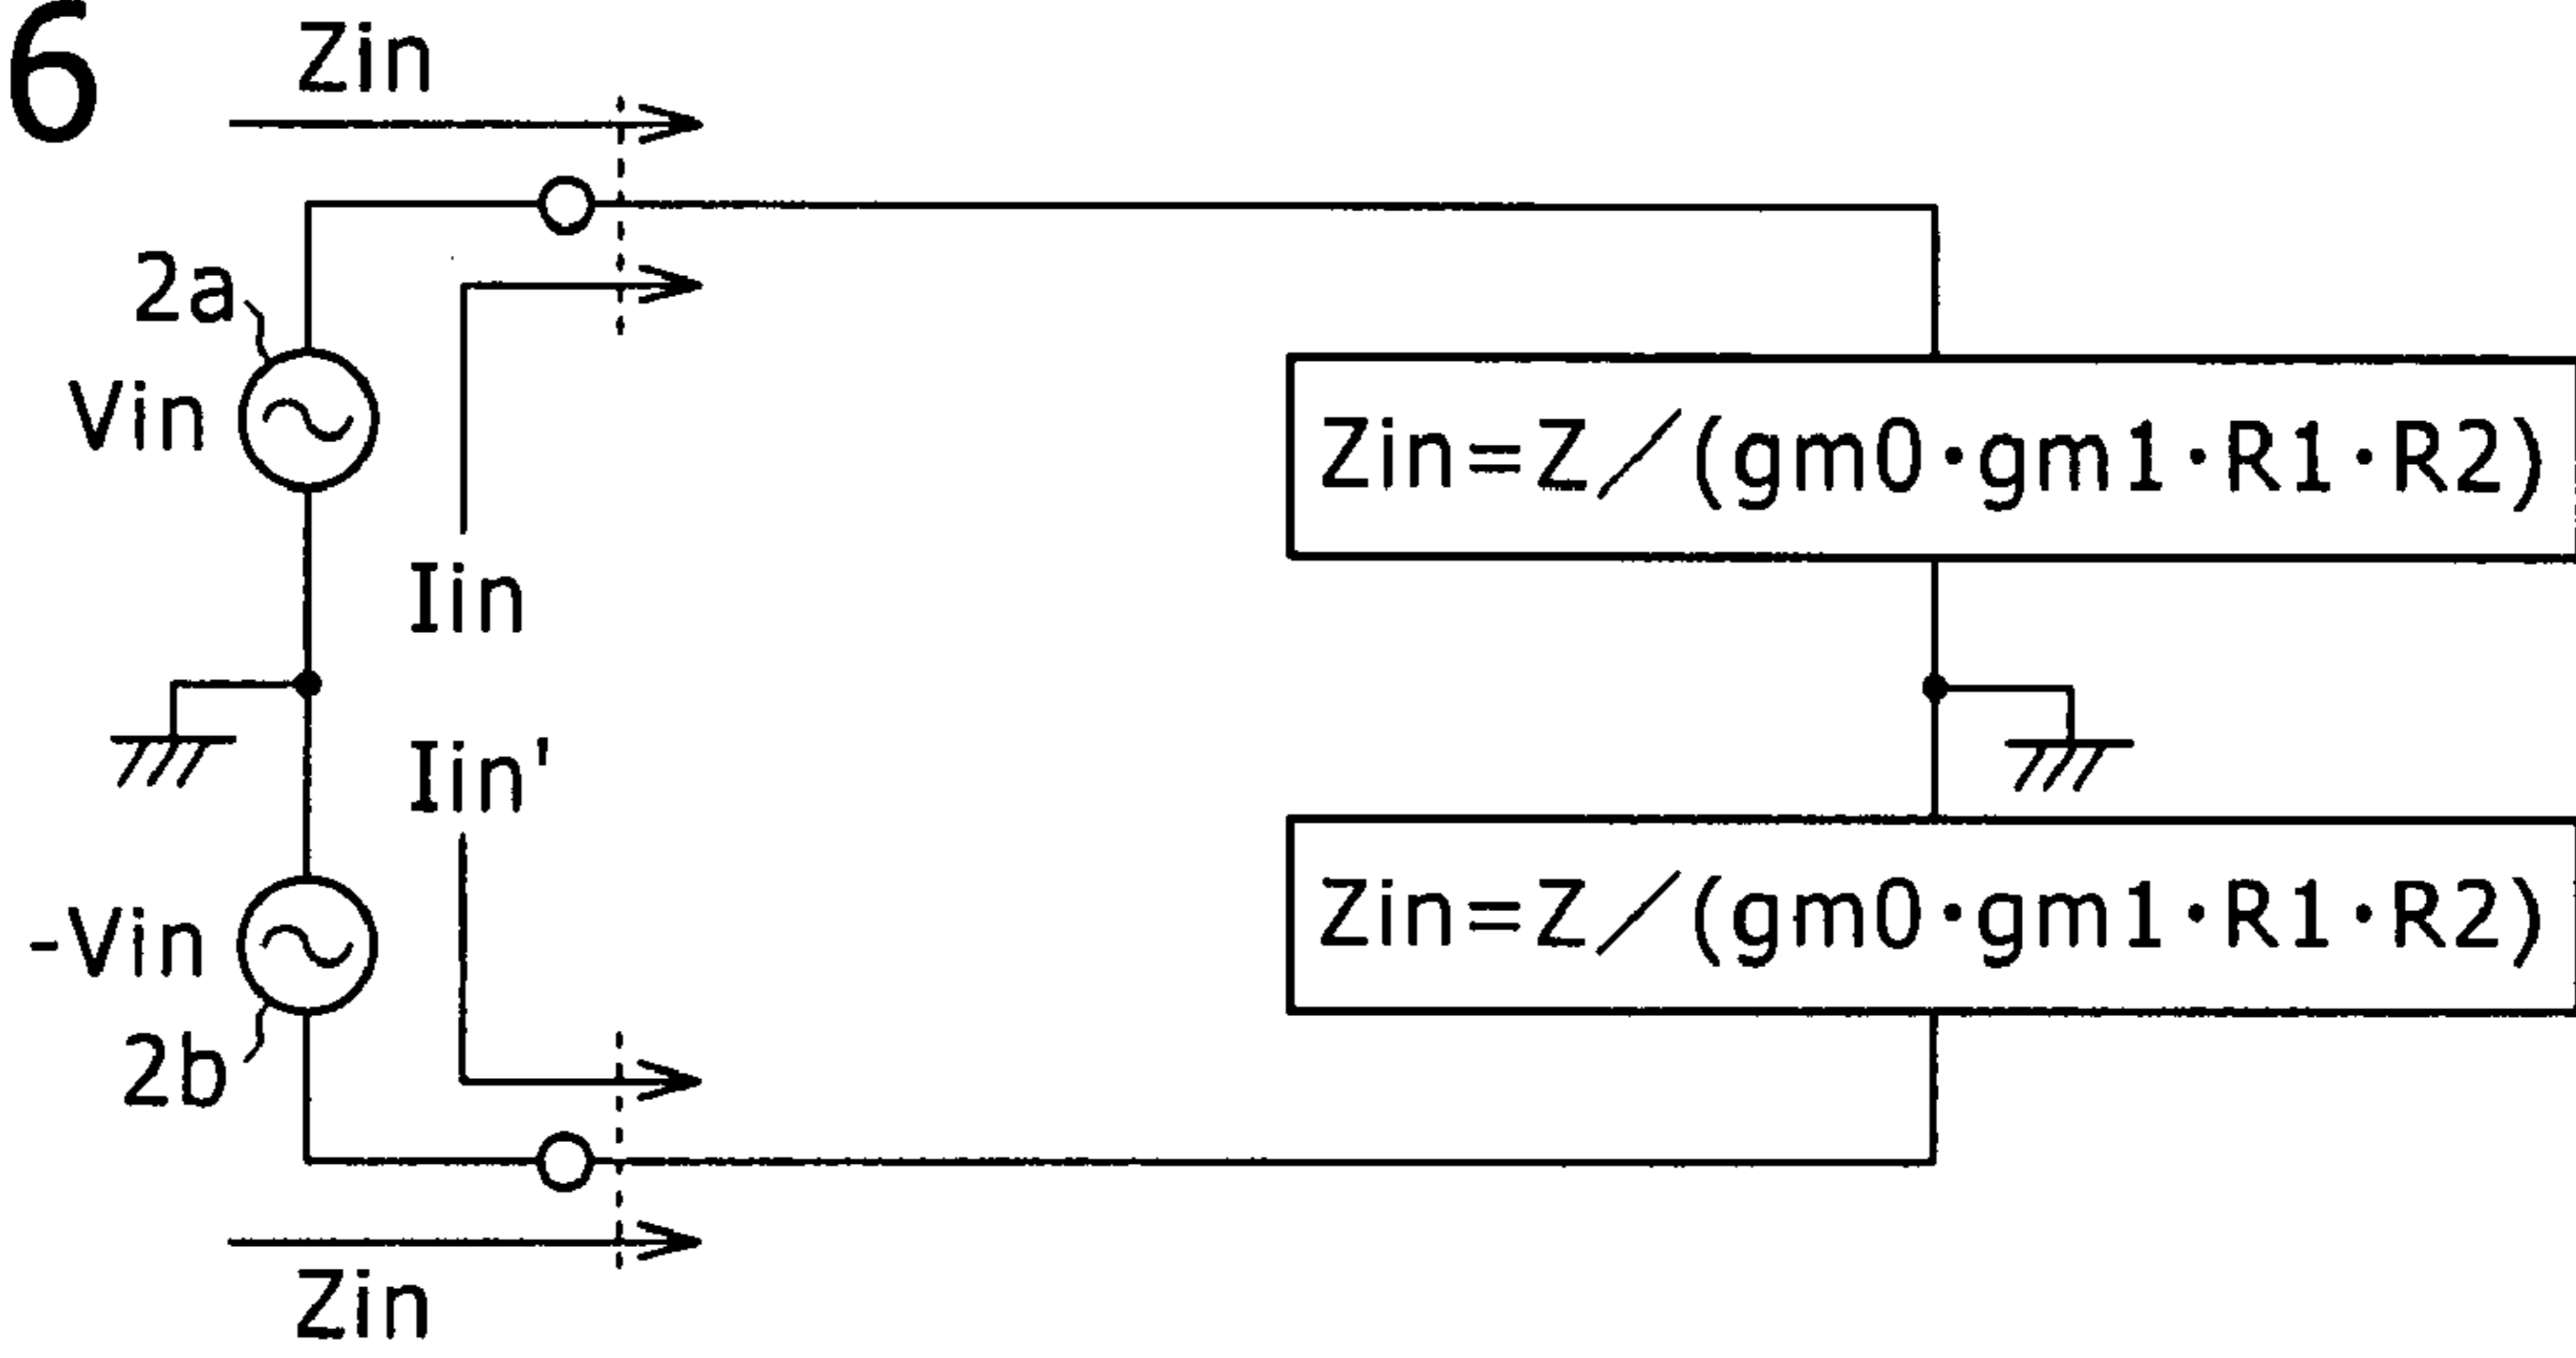 6
Zin
2a
Vin
Zin=Z/(gm0·gm1·R1·R2)
Iin
Iin'
-Vin
Zin=Z/(gm0·gm1·R1·R2)
2b
Zin